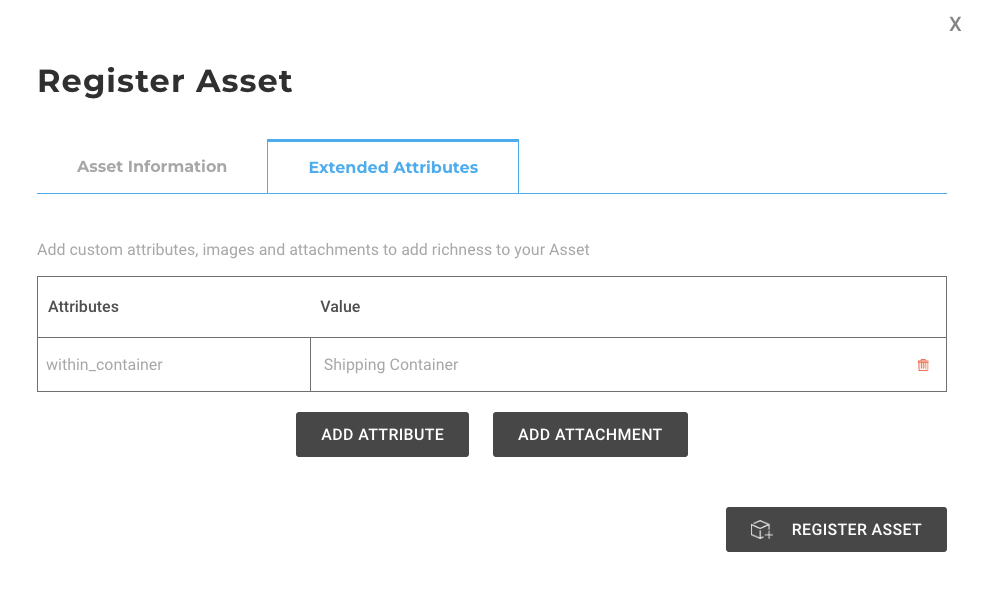 X
Register Asset
Asset Information Extended Attributes
Add custom attributes, images and attachments to add richness to your Asset
Attributes Value
within_container Shipping Container
ADD ATTRIBUTE ADD ATTACHMENT
REGISTER ASSET